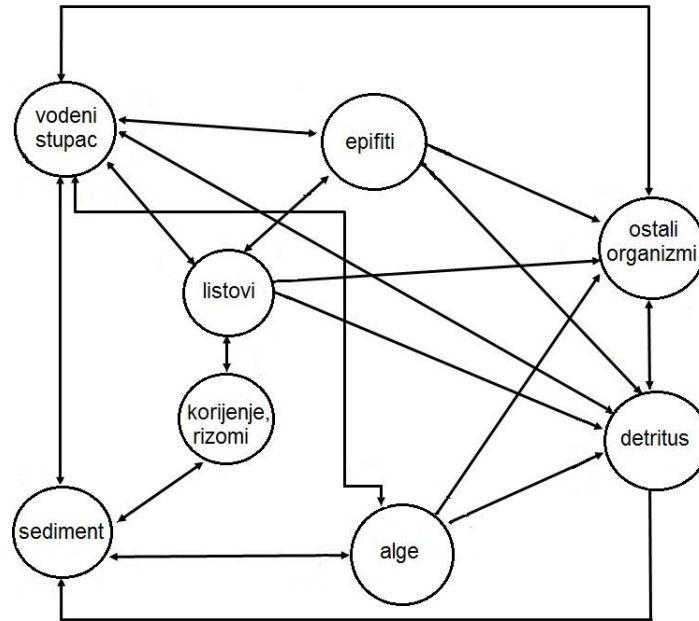 vodeni
stupac
epifiti
ostali
organizmi
listovi
korijenje,
rizomi
detritus
sediment
alge